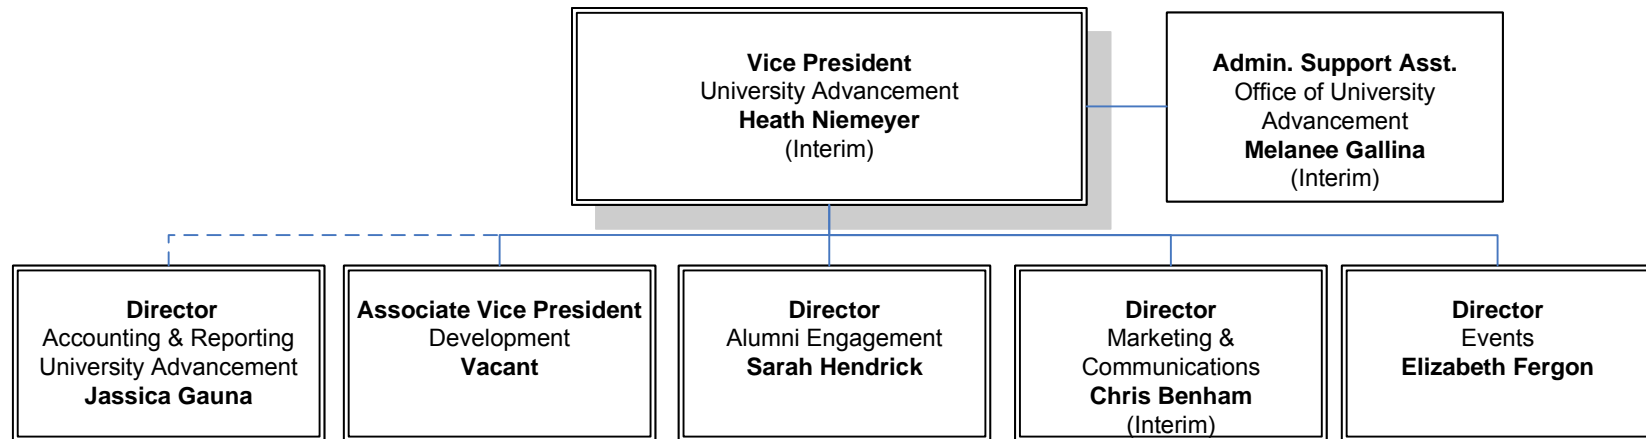 Vice President
University Advancement
Heath Niemeyer
(Interim)
Admin. Support Asst.
Office of University
Advancement
Melanee Gallina
(Interim)
Director
Accounting & Reporting
University Advancement
Jassica Gauna
Associate Vice President
Development
Vacant
Director
Alumni Engagement
Sarah Hendrick
Director
Marketing &
Communications
Chris Benham
(Interim)
Director
Events
Elizabeth Fergon